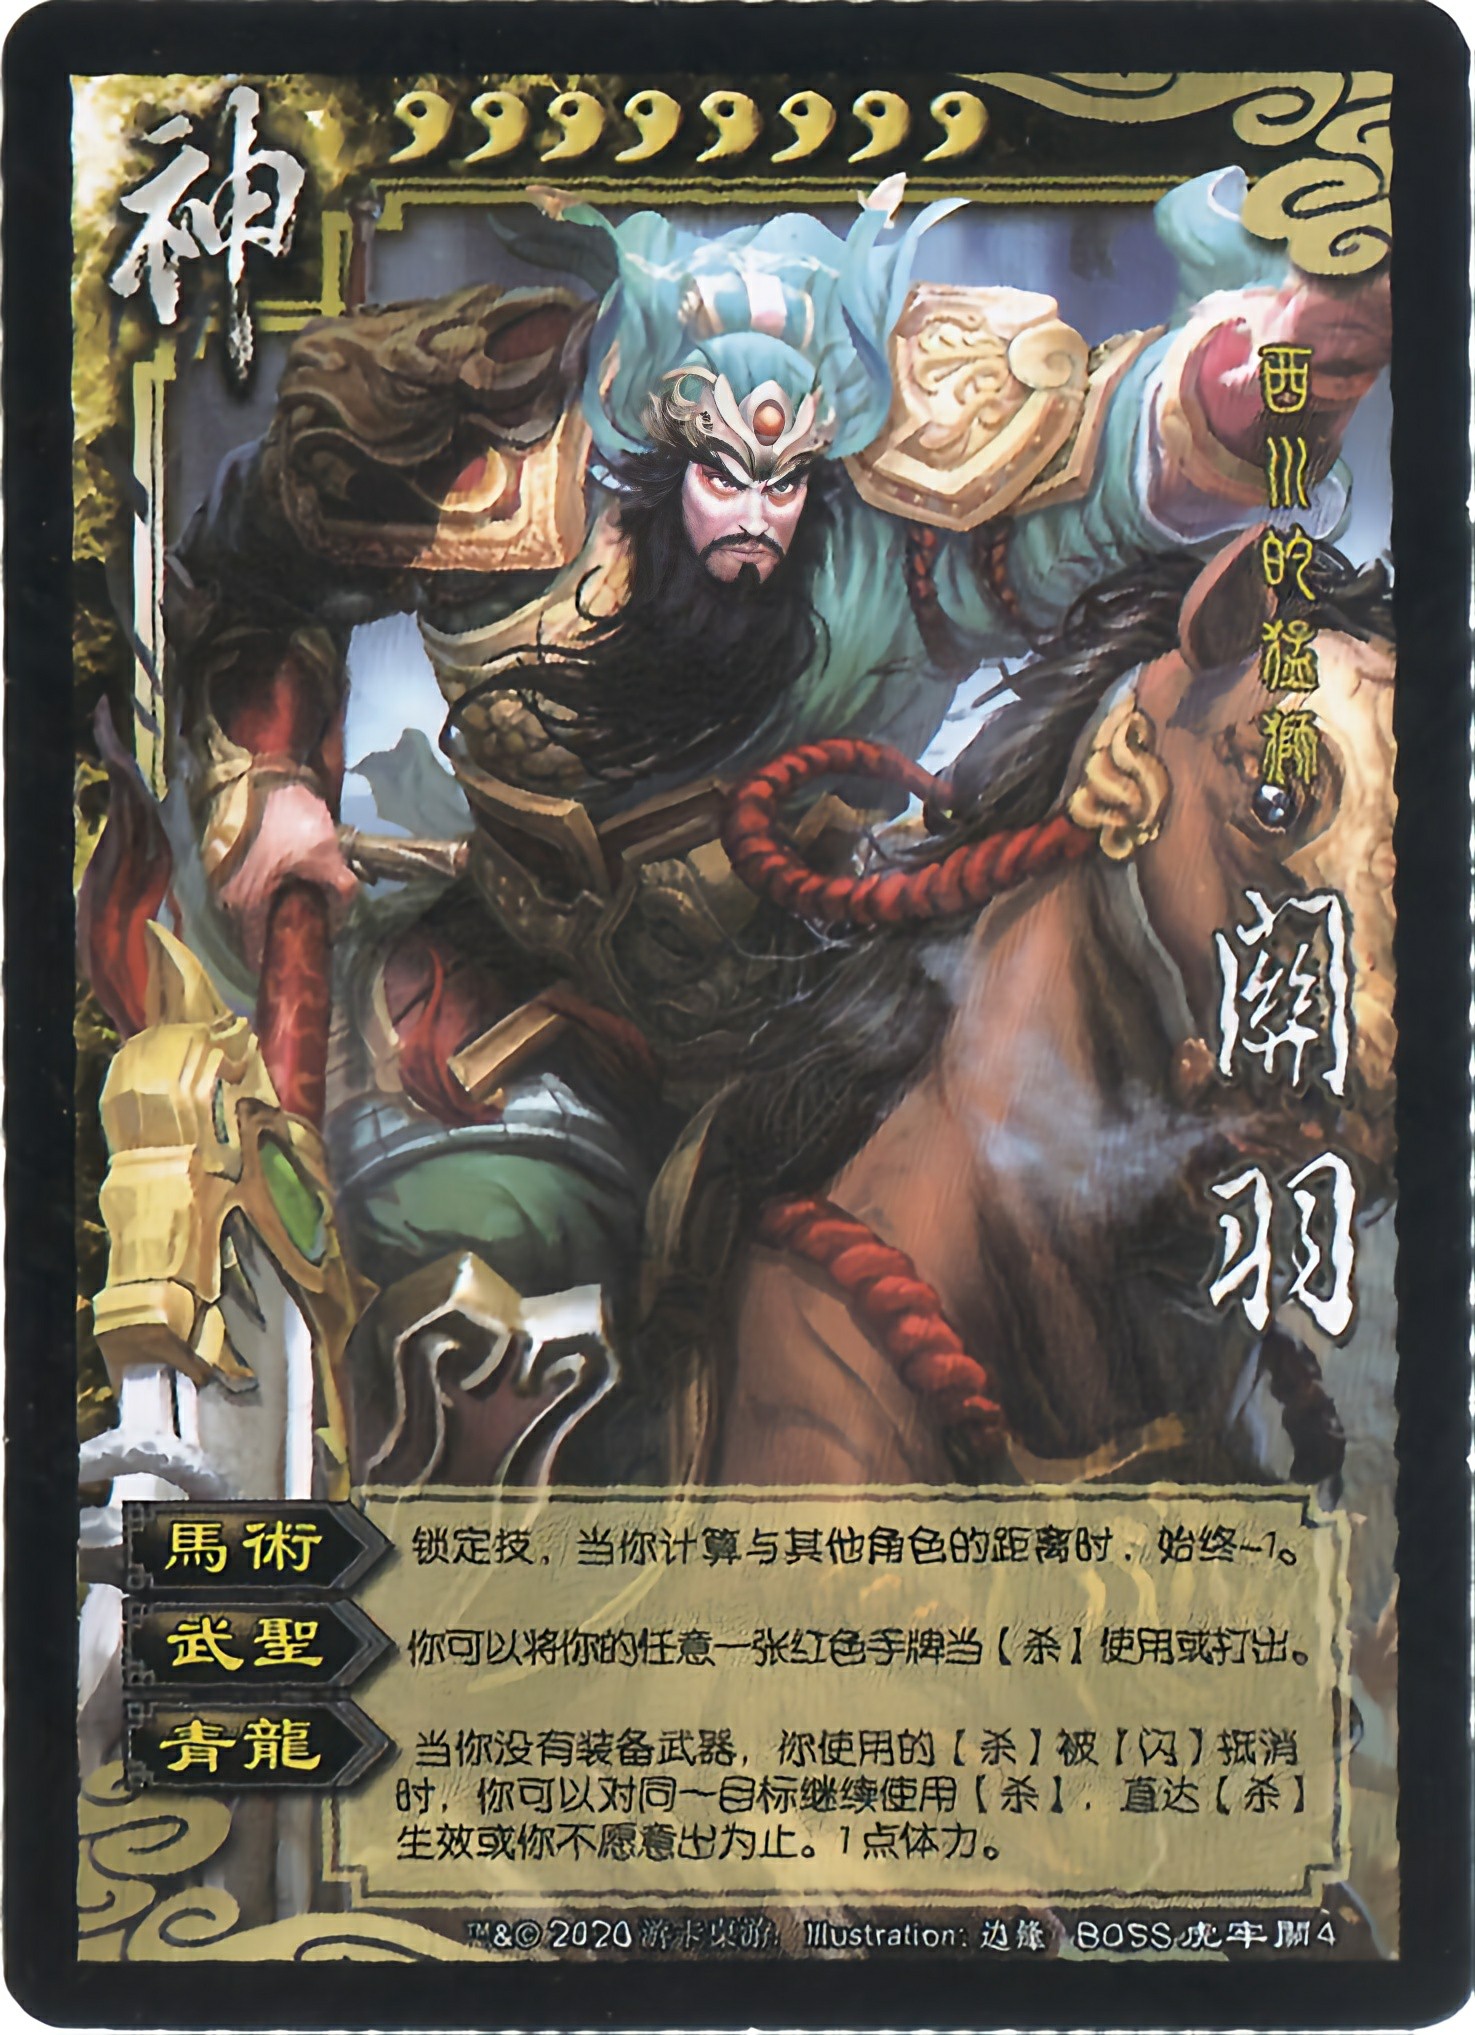 神
西川的猛獅
關羽
馬術
锁定技，当你计算与其他角色的距离时，始终-1。
武聖
你可以将你的任意一张红色手牌当【杀】使用或打出。
青龍
当你没有装备武器，你使用的【杀】被【闪】抵消
时，你可以对同一目标继续使用【杀】，直达【杀】
生效或你不愿意出为止。1点体力。
™&©2020 游卡桌游. Illustration: 边锋 BOSS虎牢關4